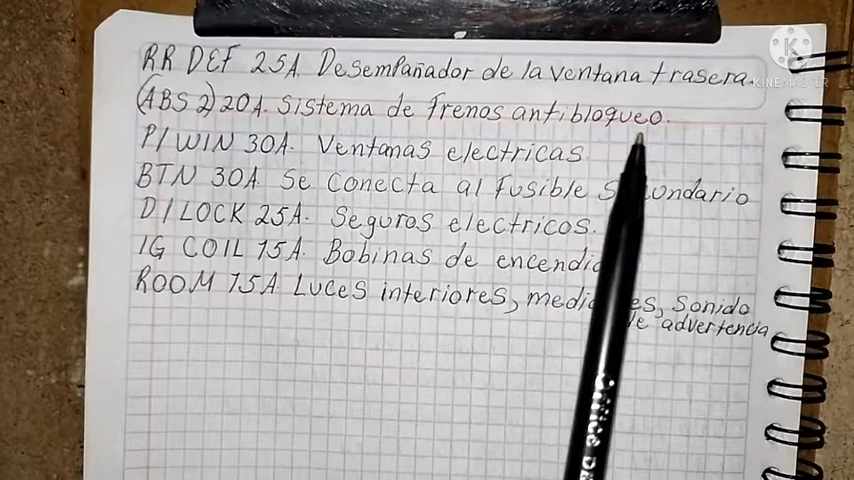 RR DEF 25A. Desempañador de la ventana trasera.
(ABS 2) 20A. Sistema de frenos antibloqueo.
P/WIN 30A. Ventanas electricas
BTN 30A Se conecta al fusible
D/LOCK 25A. Seguros electricos.
IG COIL 15A. Bobinas de
ROOM 15A Luces interiores, sonido
de advertencia
K
KINEMASTER